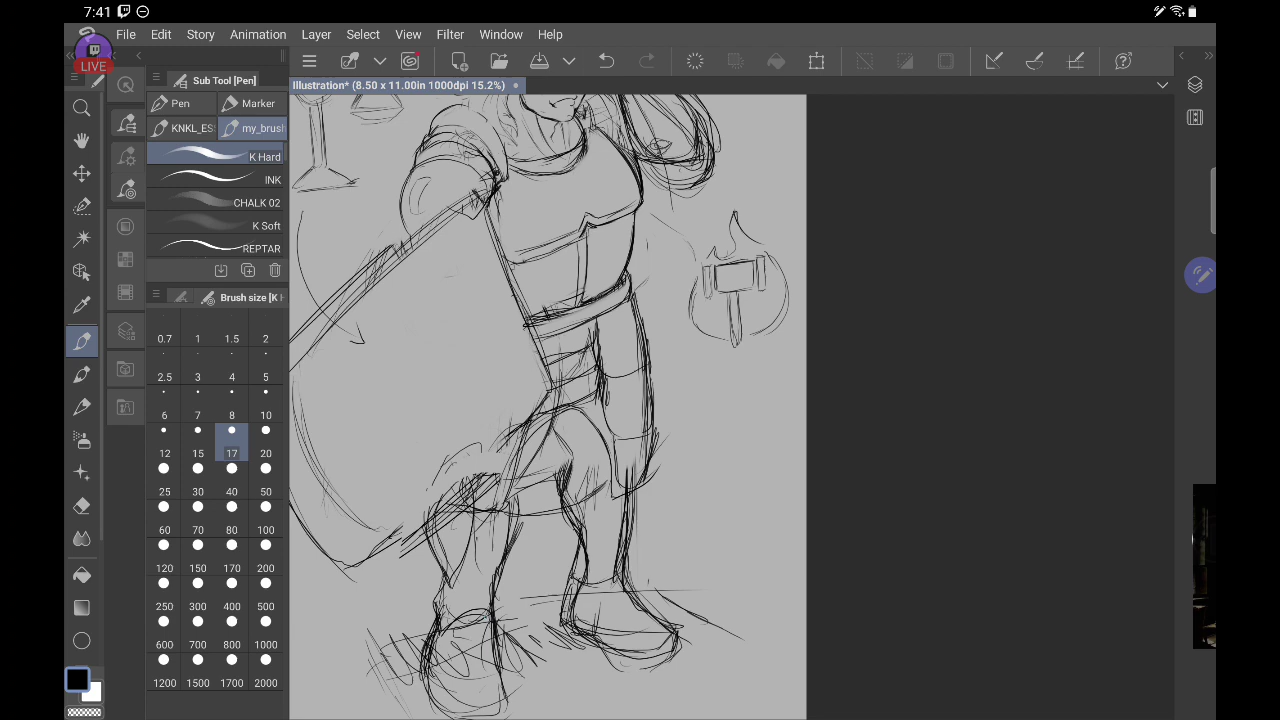 7:41
File Edit Story Animation Layer Select View Filter Window Help
LIVE
Sub Tool [Pen]
Illustration* (8.50 x 11.00in 1000dpi 15.2%)
Pen Marker
KNKL_ES my_brush
K Hard
INK
CHALK 02
K Soft
REPTAR
Brush size [K H
0.7 1 1.5 2
2.5 3 4 5
6 7 8 10
12 15 17 20
25 30 40 50
60 70 80 100
120 150 170 200
250 300 400 500
600 700 800 1000
1200 1500 1700 2000